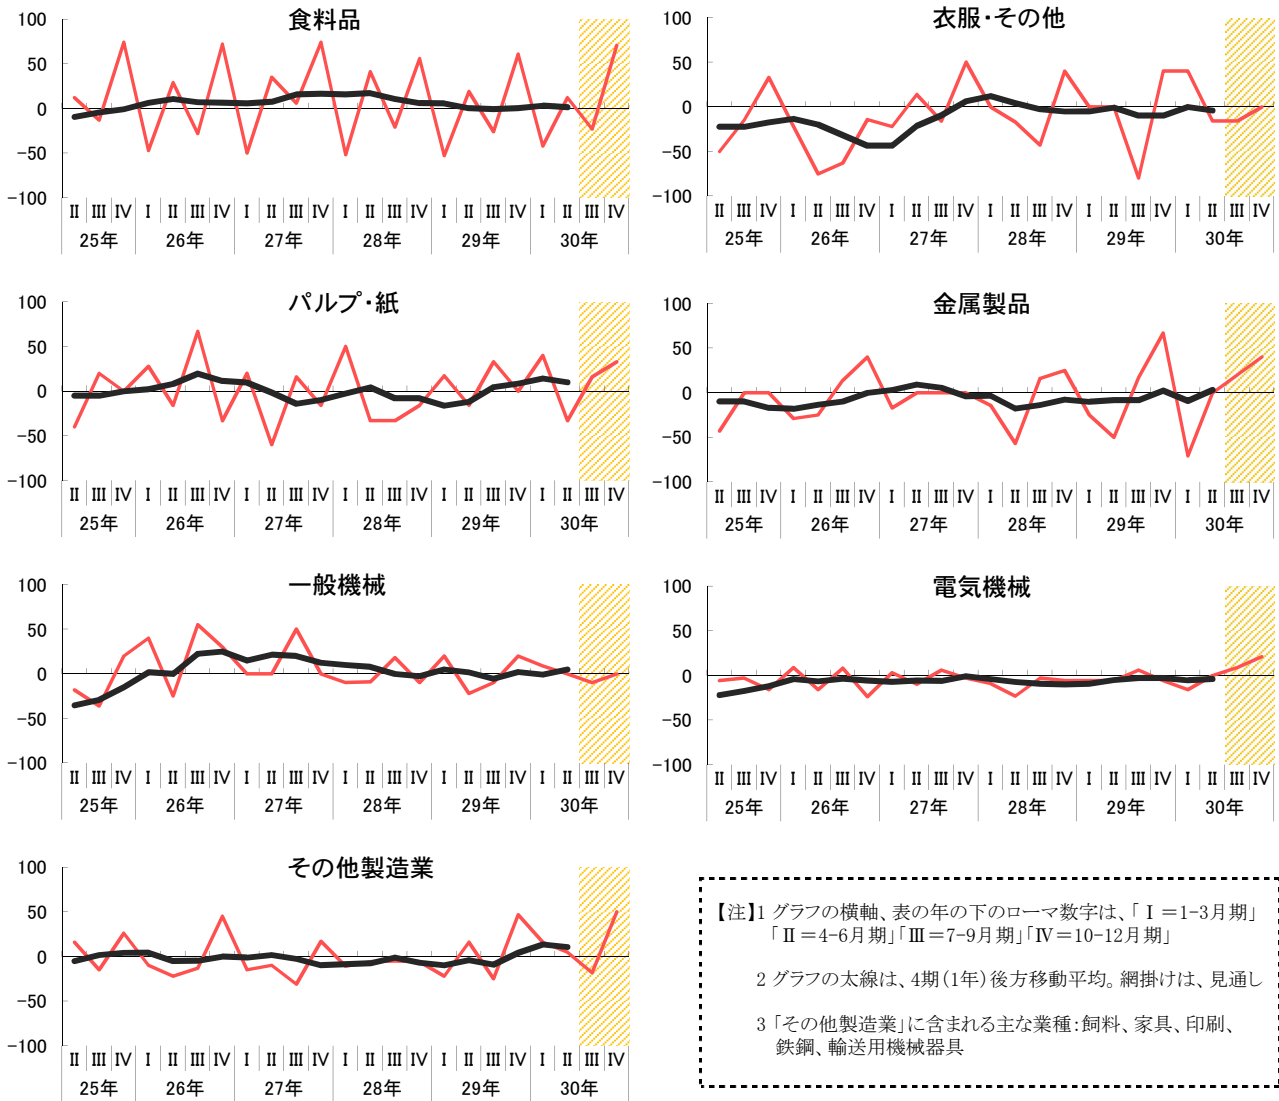 食料品
100
50
0
-50
-100
Ⅱ Ⅲ Ⅳ Ⅰ Ⅱ Ⅲ Ⅳ Ⅰ Ⅱ Ⅲ Ⅳ Ⅰ Ⅱ Ⅲ Ⅳ Ⅰ Ⅱ Ⅲ Ⅳ Ⅰ Ⅱ Ⅲ Ⅳ
25年 26年 27年 28年 29年 30年
衣服・その他
100
50
0
-50
-100
Ⅱ Ⅲ Ⅳ Ⅰ Ⅱ Ⅲ Ⅳ Ⅰ Ⅱ Ⅲ Ⅳ Ⅰ Ⅱ Ⅲ Ⅳ Ⅰ Ⅱ Ⅲ Ⅳ Ⅰ Ⅱ Ⅲ Ⅳ
25年 26年 27年 28年 29年 30年
パルプ・紙
100
50
0
-50
-100
Ⅱ Ⅲ Ⅳ Ⅰ Ⅱ Ⅲ Ⅳ Ⅰ Ⅱ Ⅲ Ⅳ Ⅰ Ⅱ Ⅲ Ⅳ Ⅰ Ⅱ Ⅲ Ⅳ Ⅰ Ⅱ Ⅲ Ⅳ
25年 26年 27年 28年 29年 30年
金属製品
100
50
0
-50
-100
Ⅱ Ⅲ Ⅳ Ⅰ Ⅱ Ⅲ Ⅳ Ⅰ Ⅱ Ⅲ Ⅳ Ⅰ Ⅱ Ⅲ Ⅳ Ⅰ Ⅱ Ⅲ Ⅳ Ⅰ Ⅱ Ⅲ Ⅳ
25年 26年 27年 28年 29年 30年
一般機械
100
50
0
-50
-100
Ⅱ Ⅲ Ⅳ Ⅰ Ⅱ Ⅲ Ⅳ Ⅰ Ⅱ Ⅲ Ⅳ Ⅰ Ⅱ Ⅲ Ⅳ Ⅰ Ⅱ Ⅲ Ⅳ Ⅰ Ⅱ Ⅲ Ⅳ
25年 26年 27年 28年 29年 30年
電気機械
100
50
0
-50
-100
Ⅱ Ⅲ Ⅳ Ⅰ Ⅱ Ⅲ Ⅳ Ⅰ Ⅱ Ⅲ Ⅳ Ⅰ Ⅱ Ⅲ Ⅳ Ⅰ Ⅱ Ⅲ Ⅳ Ⅰ Ⅱ Ⅲ Ⅳ
25年 26年 27年 28年 29年 30年
その他製造業
100
50
0
-50
-100
Ⅱ Ⅲ Ⅳ Ⅰ Ⅱ Ⅲ Ⅳ Ⅰ Ⅱ Ⅲ Ⅳ Ⅰ Ⅱ Ⅲ Ⅳ Ⅰ Ⅱ Ⅲ Ⅳ Ⅰ Ⅱ Ⅲ Ⅳ
25年 26年 27年 28年 29年 30年
【注】1 グラフの横軸、表の年の下のローマ数字は、「Ⅰ=1-3月期」
「Ⅱ=4-6月期」「Ⅲ=7-9月期」「Ⅳ=10-12月期」
2 グラフの太線は、4期(1年)後方移動平均。網掛けは、見通し
3 「その他製造業」に含まれる主な業種:飼料、家具、印刷、
鉄鋼、輸送用機械器具